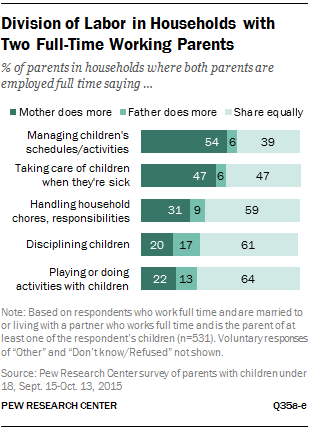 Division of Labor in Households with
Two Full-Time Working Parents
% of parents in households where both parents are
employed full time saying ...
Mother does more Father does more Share equally
Managing children's
schedules/activities
54 6 39
Taking care of children
when they're sick
47 6 47
Handling household
chores, responsibilities
31 9 59
Disciplining children
20 17 61
Playing or doing
activities with children
22 13 64
Note: Based on respondents who work full time and are married to
or living with a partner who works full time and is the parent of at
least one of the respondent's children (n=531). Voluntary responses
of "Other" and "Don't know/Refused" not shown.
Source: Pew Research Center survey of parents with children under
18, Sept. 15-Oct. 13, 2015
PEW RESEARCH CENTER Q35a-e